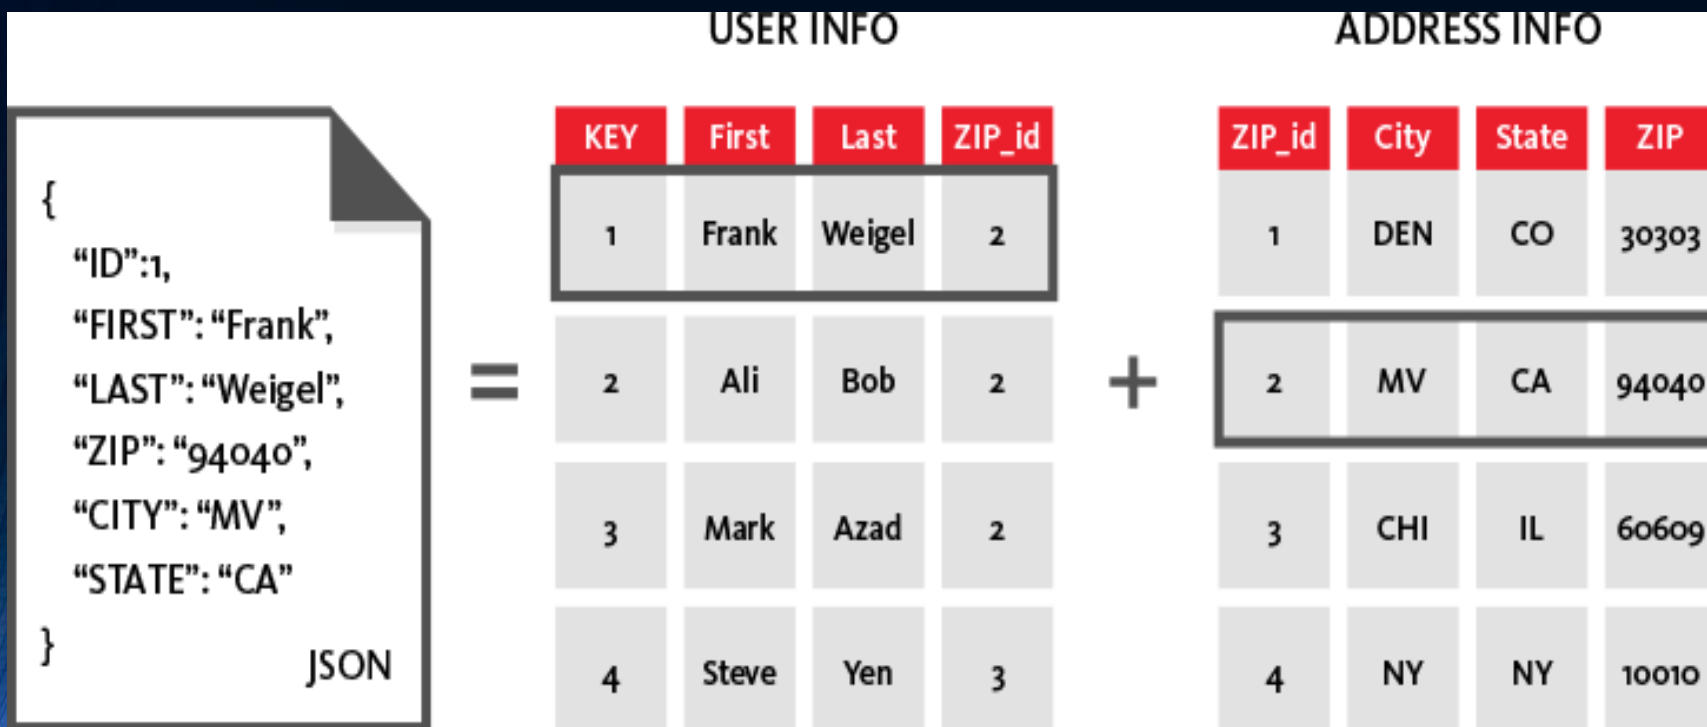 USER INFO
ADDRESS INFO
{
“ID”:1,
“FIRST”: “Frank”,
“LAST”: “Weigel”,
“ZIP”: “94040”,
“CITY”: “MV”,
“STATE”: “CA”
}
JSON
=
KEY First Last ZIP_id
1 Frank Weigel 2
2 Ali Bob 2
3 Mark Azad 2
4 Steve Yen 3
+
ZIP_id City State ZIP
1 DEN CO 30303
2 MV CA 94040
3 CHI IL 60609
4 NY NY 10010